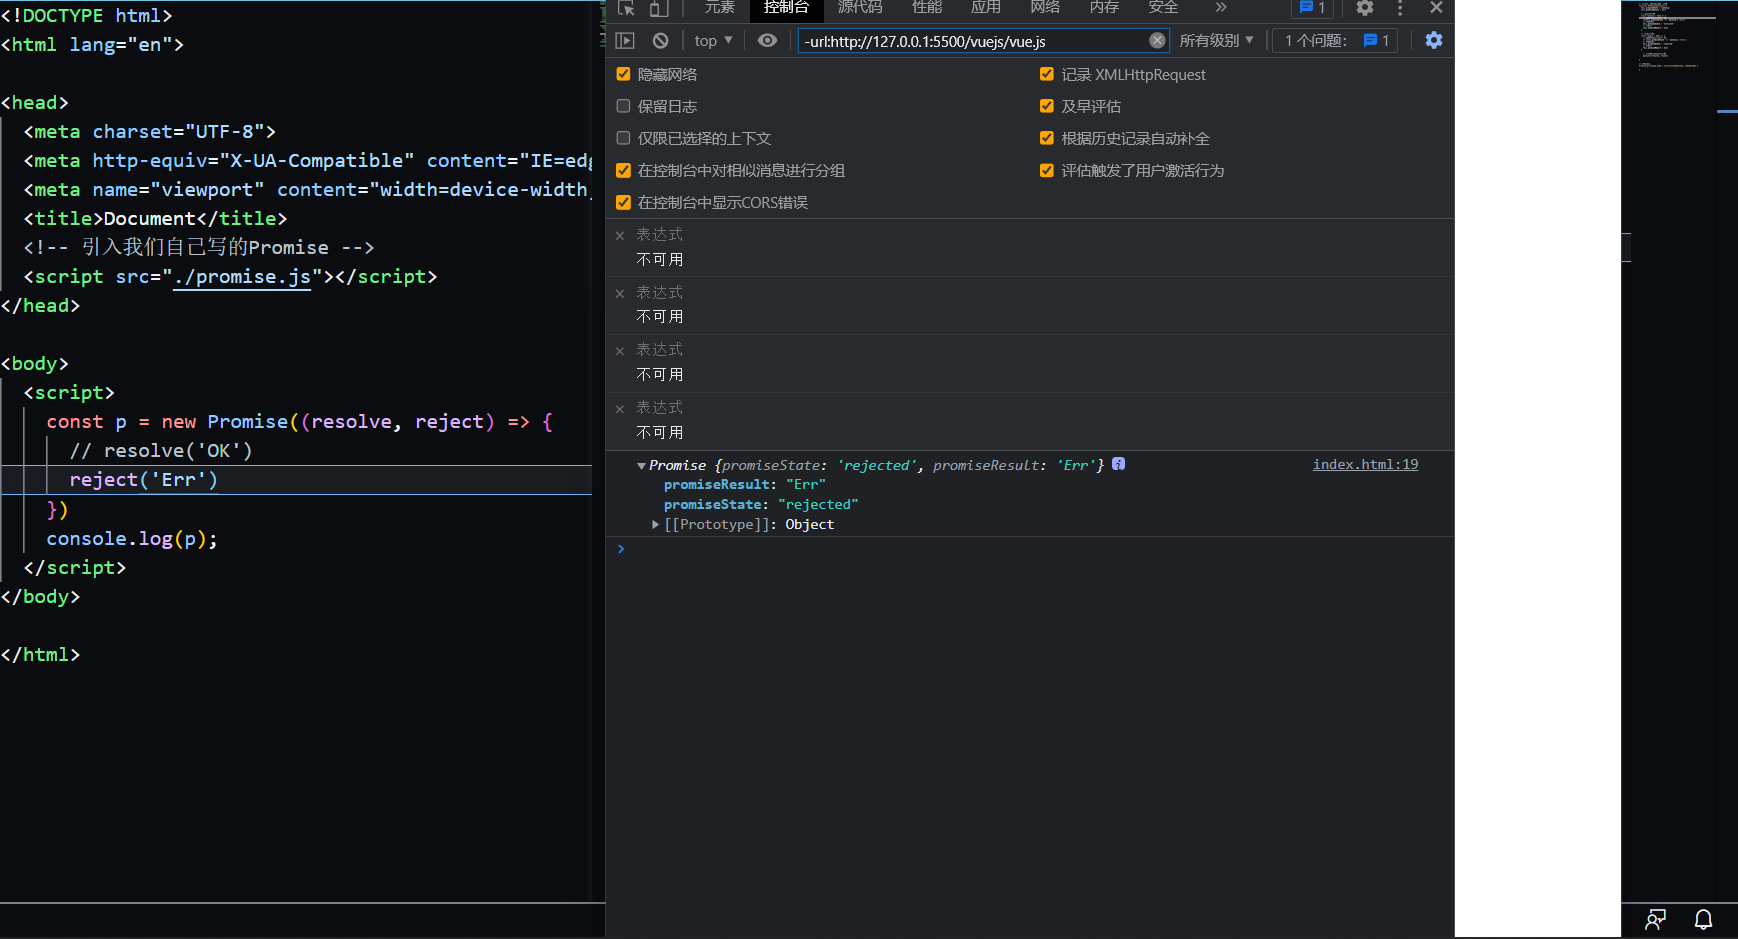 <!DOCTYPE html>
<html lang="en">
<head>
<meta charset="UTF-8">
<meta http-equiv="X-UA-Compatible" content="IE=edg
<meta name="viewport" content="width=device-width,
<title>Document</title>
<!-- 引入我们自己写的Promise -->
<script src="./promise.js"></script>
</head>
<body>
<script>
const p = new Promise((resolve, reject) => {
// resolve('OK')
reject('Err')
})
console.log(p);
</script>
</body>
</html>
元素 控制台 源代码 性能 应用 网络 内存 安全 » 1
top -url:http://127.0.0.1:5500/vuejs/vue.js 所有级别 1 个问题: 1
隐藏网络
记录 XMLHttpRequest
保留日志
及早评估
仅限已选择的上下文
根据历史记录自动补全
在控制台中对相似消息进行分组
评估触发了用户激活行为
在控制台中显示CORS错误
表达式
不可用
表达式
不可用
表达式
不可用
表达式
不可用
Promise {promiseState: 'rejected', promiseResult: 'Err'} index.html:19
promiseResult: "Err"
promiseState: "rejected"
[[Prototype]]: Object